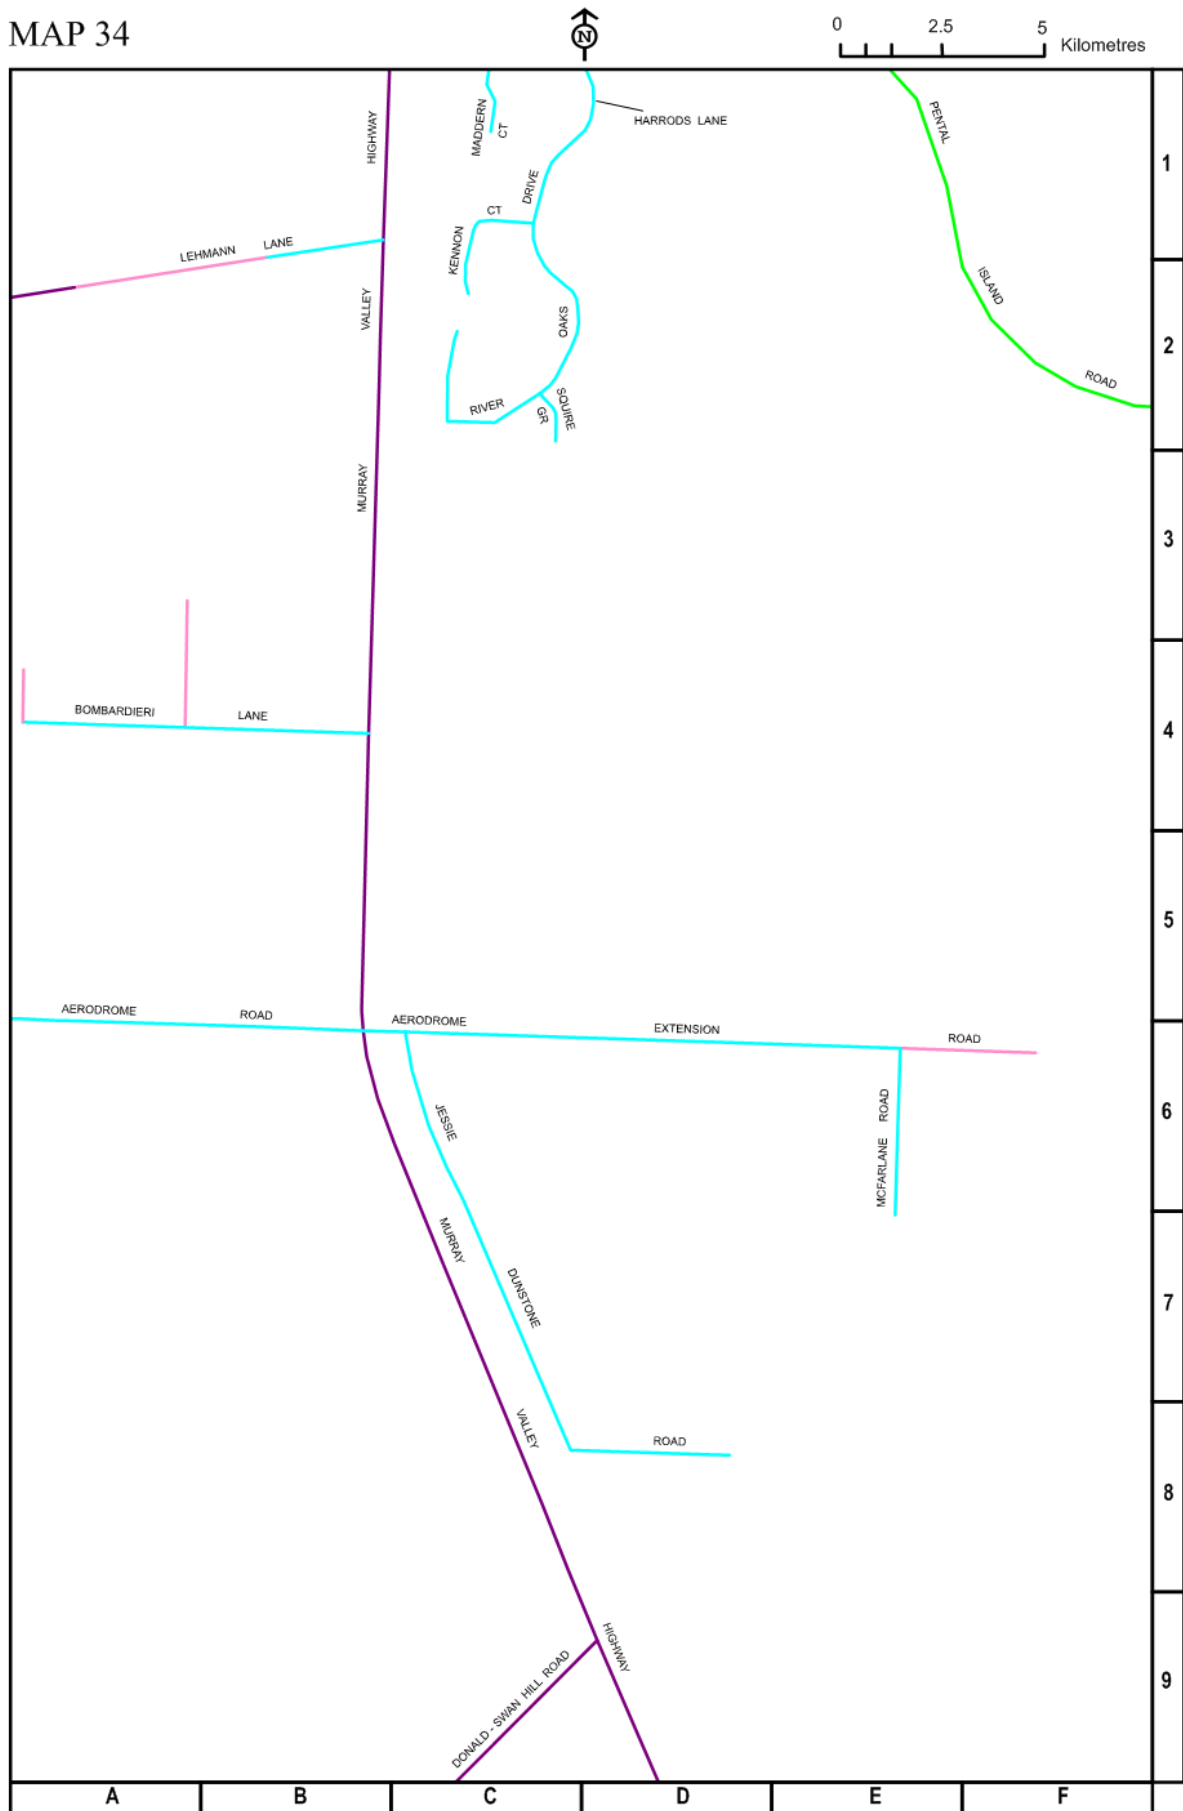 MAP 34
N
0 2.5 5 Kilometres
HIGHWAY
MADDERN
CT
HARRODS LANE
PENTAL
1
DRIVE
CT
LEHMANN LANE
KENNON
ISLAND
VALLEY
OAKS
2
ROAD
RIVER
GR
SQUIRE
MURRAY
3
BOMBARDIERI LANE
4
5
AERODROME ROAD
AERODROME EXTENSION ROAD
JESSIE
MCFARLANE ROAD
6
MURRAY
DUNSTONE
7
VALLEY
ROAD
8
HIGHWAY
DONALD - SWAN HILL ROAD
9
A B C D E F